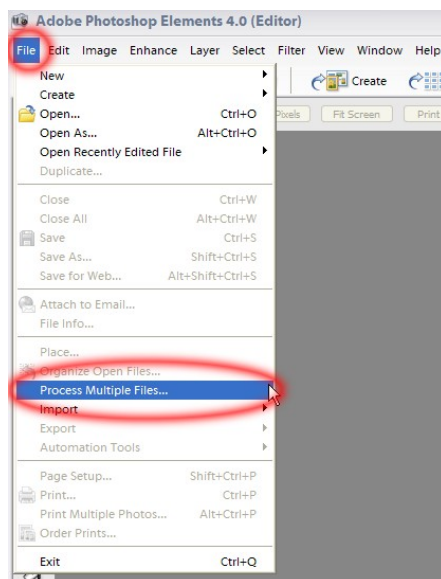 Adobe Photoshop Elements 4.0 (Editor)
File Edit Image Enhance Layer Select Filter View Window Help
New
Create
Create
Open... Ctrl+O
Pixels Fit Screen Print
Open As... Alt+Ctrl+O
Open Recently Edited File
Duplicate...
Close Ctrl+W
Close All Alt+Ctrl+W
Save Ctrl+S
Save As... Shift+Ctrl+S
Save for Web... Alt+Shift+Ctrl+S
Attach to Email...
File Info...
Place...
Organize Open Files...
Process Multiple Files...
Import
Export
Automation Tools
Page Setup... Shift+Ctrl+P
Print... Ctrl+P
Print Multiple Photos... Alt+Ctrl+P
Order Prints...
Exit Ctrl+Q